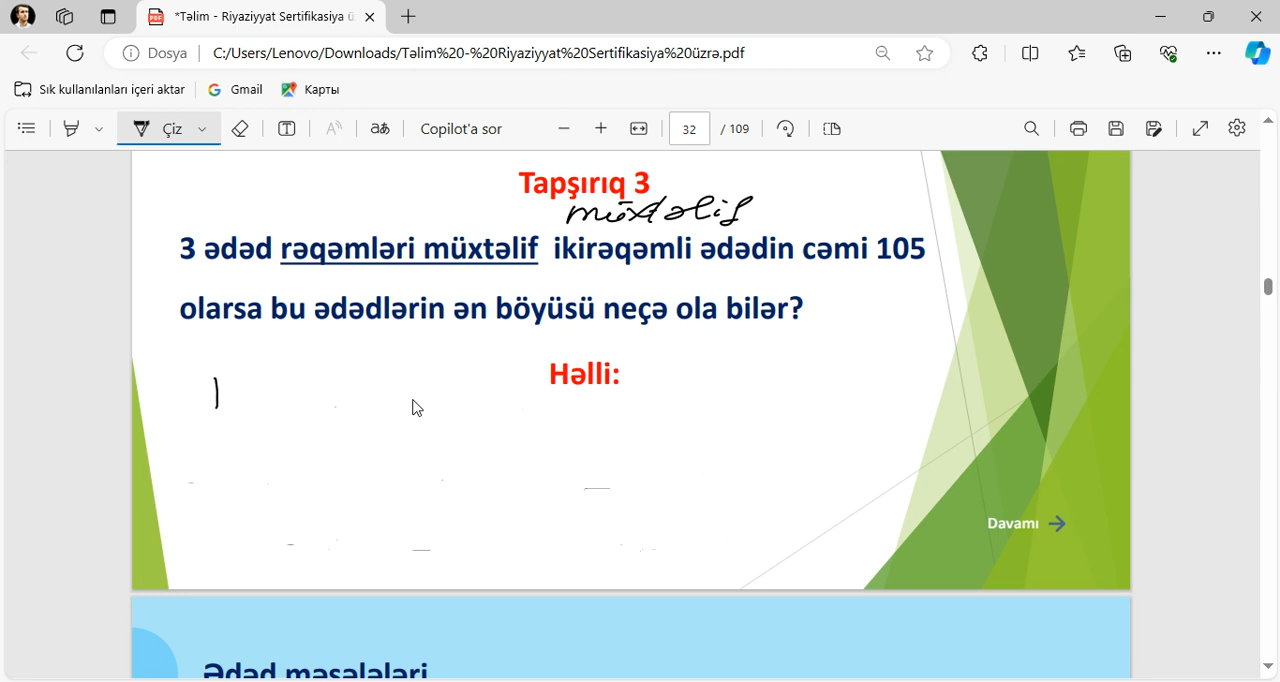 *Təlim - Riyaziyyat Sertifikasiya ü
Dosya
C:/Users/Lenovo/Downloads/Təlim%20-%20Riyaziyyat%20Sertifikasiya%20üzrə.pdf
Sık kullanılanları içeri aktar
Gmail
Карты
Çiz
aあ
Copilot'a sor
32 / 109
Tapşırıq 3
müxtəlif
3 ədəd rəqəmləri müxtəlif ikirəqəmli ədədin cəmi 105
olarsa bu ədədlərin ən böyüsü neçə ola bilər?
Həlli:
Davamı
Ədəd məsələləri